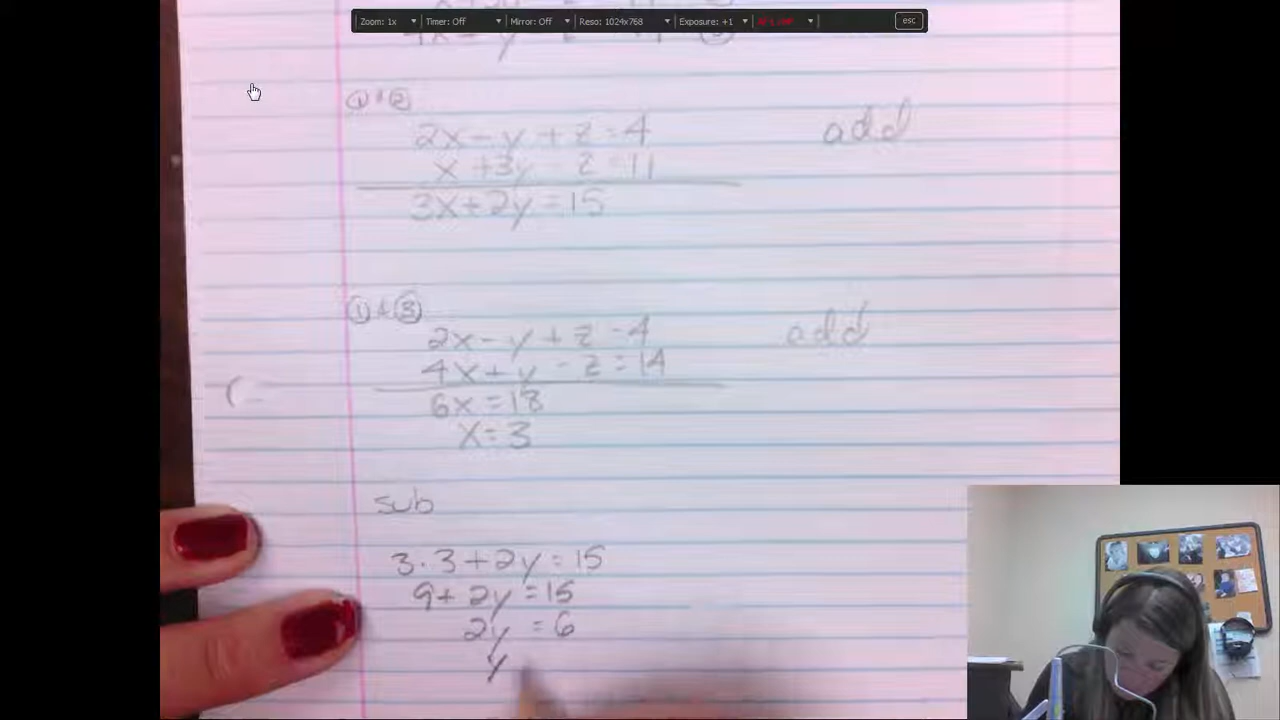 Zoom: 1x Timer: Off Mirror: Off Reso: 1024x768 Exposure: +1 esc
① + ②
2x - y + z = 4 add
x + 3y - z = 11
3x + 2y = 15
① + ③
2x - y + z = 4 add
4x + y - z = 14
6x = 18
x = 3
sub
3 · 3 + 2y = 15
9 + 2y = 15
2y = 6
y